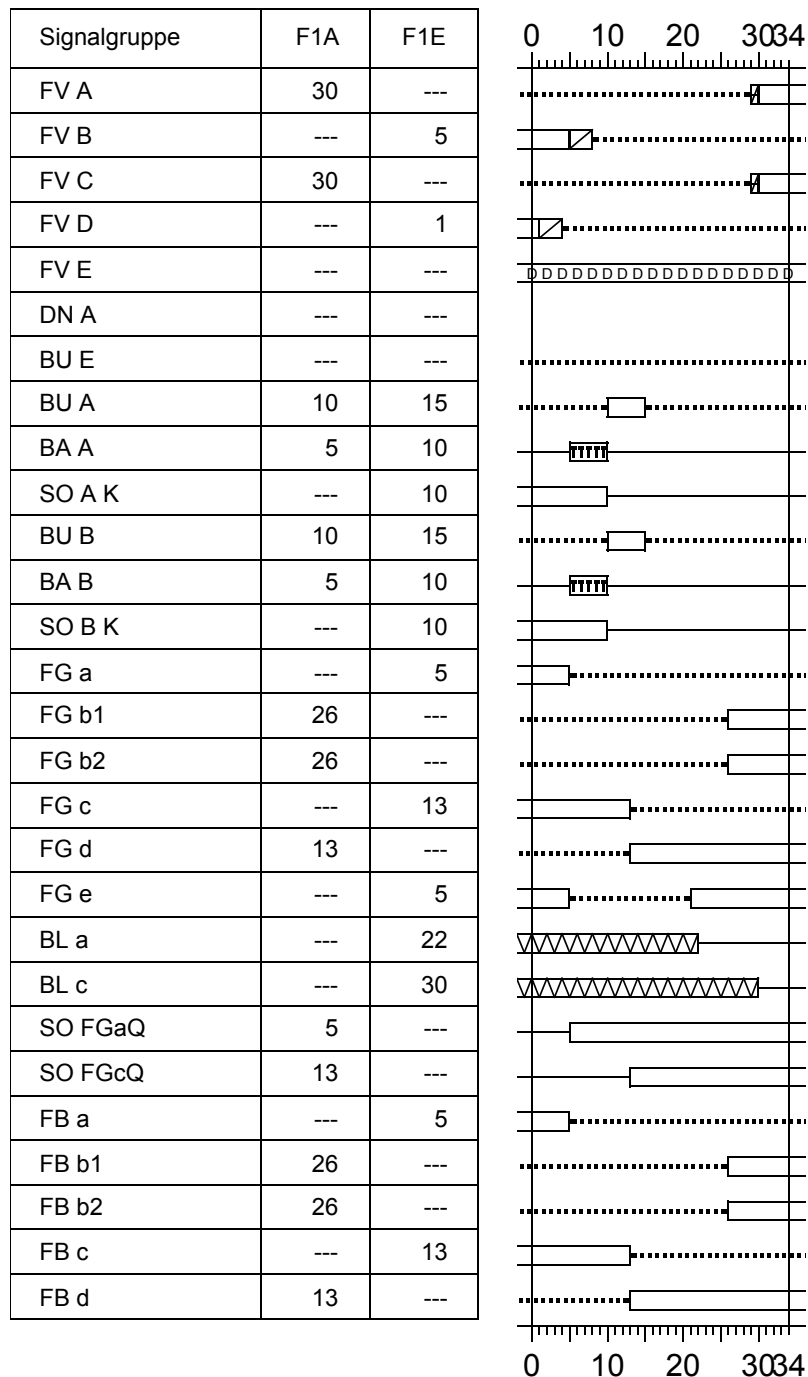 Signalgruppe F1A F1E 0 10 20 30 34
FV A 30 ---
FV B --- 5
FV C 30 ---
FV D --- 1
FV E --- --- D D D D D D D D D D D D D D D D D D
DN A --- ---
BU E --- ---
BU A 10 15
BA A 5 10 TTTTT
SO A K --- 10
BU B 10 15
BA B 5 10 TTTTT
SO B K --- 10
FG a --- 5
FG b1 26 ---
FG b2 26 ---
FG c --- 13
FG d 13 ---
FG e --- 5
BL a --- 22
BL c --- 30
SO FGaQ 5 ---
SO FGcQ 13 ---
FB a --- 5
FB b1 26 ---
FB b2 26 ---
FB c --- 13
FB d 13 ---
0 10 20 30 34